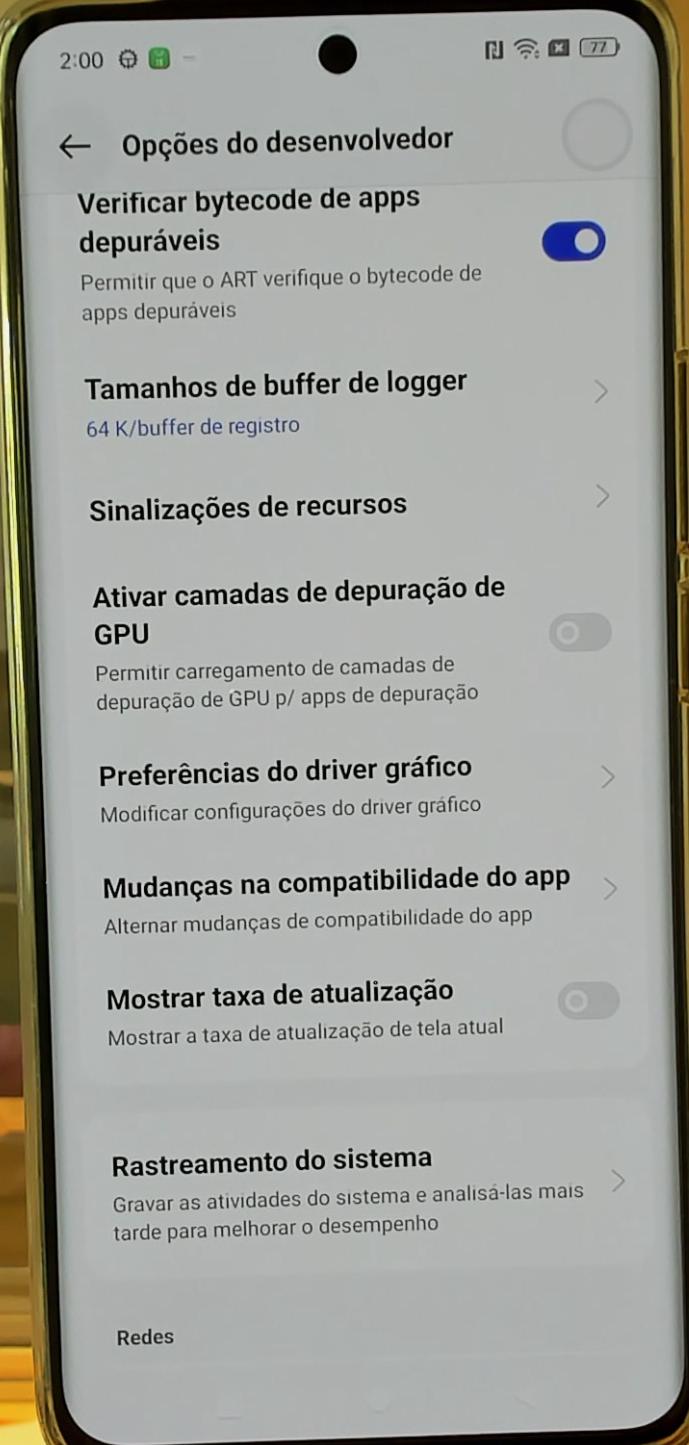 2:00
77
Opções do desenvolvedor
Verificar bytecode de apps
depuráveis
Permitir que o ART verifique o bytecode de
apps depuráveis
Tamanhos de buffer de logger
64 K/buffer de registro
Sinalizações de recursos
Ativar camadas de depuração de
GPU
Permitir carregamento de camadas de
depuração de GPU p/ apps de depuração
Preferências do driver gráfico
Modificar configurações do driver gráfico
Mudanças na compatibilidade do app
Alternar mudanças de compatibilidade do app
Mostrar taxa de atualização
Mostrar a taxa de atualização de tela atual
Rastreamento do sistema
Gravar as atividades do sistema e analisá-las mais
tarde para melhorar o desempenho
Redes